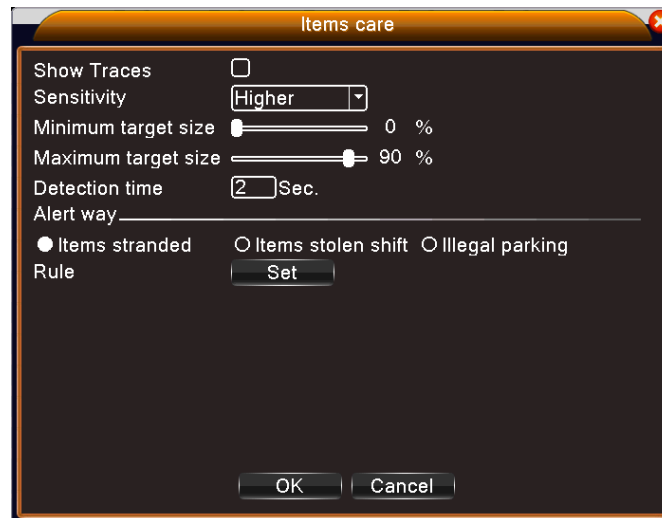 Items care
Show Traces
Sensitivity Higher
Minimum target size 0 %
Maximum target size 90 %
Detection time 2 Sec.
Alert way
Items stranded Items stolen shift Illegal parking
Rule Set
OK Cancel